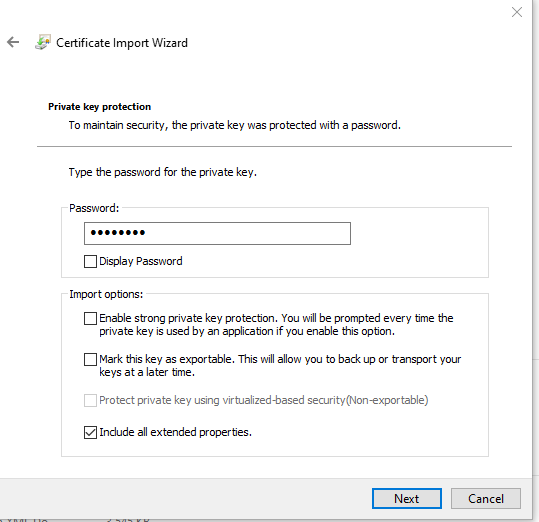 Certificate Import Wizard
Private key protection
To maintain security, the private key was protected with a password.
Type the password for the private key.
Password:
••••••••
Display Password
Import options:
Enable strong private key protection. You will be prompted every time the
private key is used by an application if you enable this option.
Mark this key as exportable. This will allow you to back up or transport your
keys at a later time.
Protect private key using virtualized-based security(Non-exportable)
Include all extended properties.
Next
Cancel